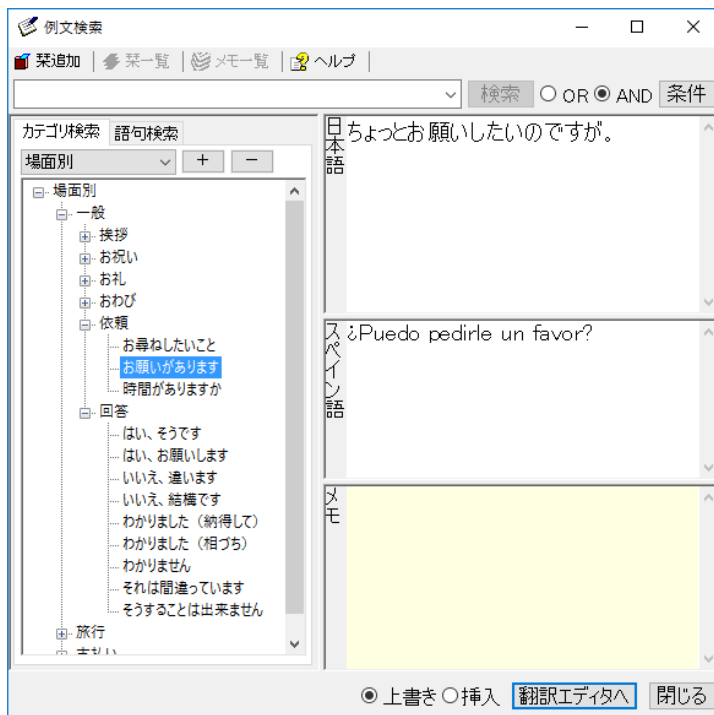 例文検索
栞追加 栞一覧 メモ一覧 ヘルプ
検索 OR AND 条件
カテゴリ検索 語句検索
場面別 + −
場面別
一般
挨拶
お祝い
お礼
おわび
依頼
お尋ねしたいこと
お願いがあります
時間がありますか
回答
はい、そうです
はい、お願いします
いいえ、違います
いいえ、結構です
わかりました（納得して）
わかりました（相づち）
わかりません
それは間違っています
そうすることは出来ません
旅行
支払い
日本語
ちょっとお願いしたいのですが。
スペイン語
¿Puedo pedirle un favor?
メモ
上書き 挿入 翻訳エディタへ 閉じる